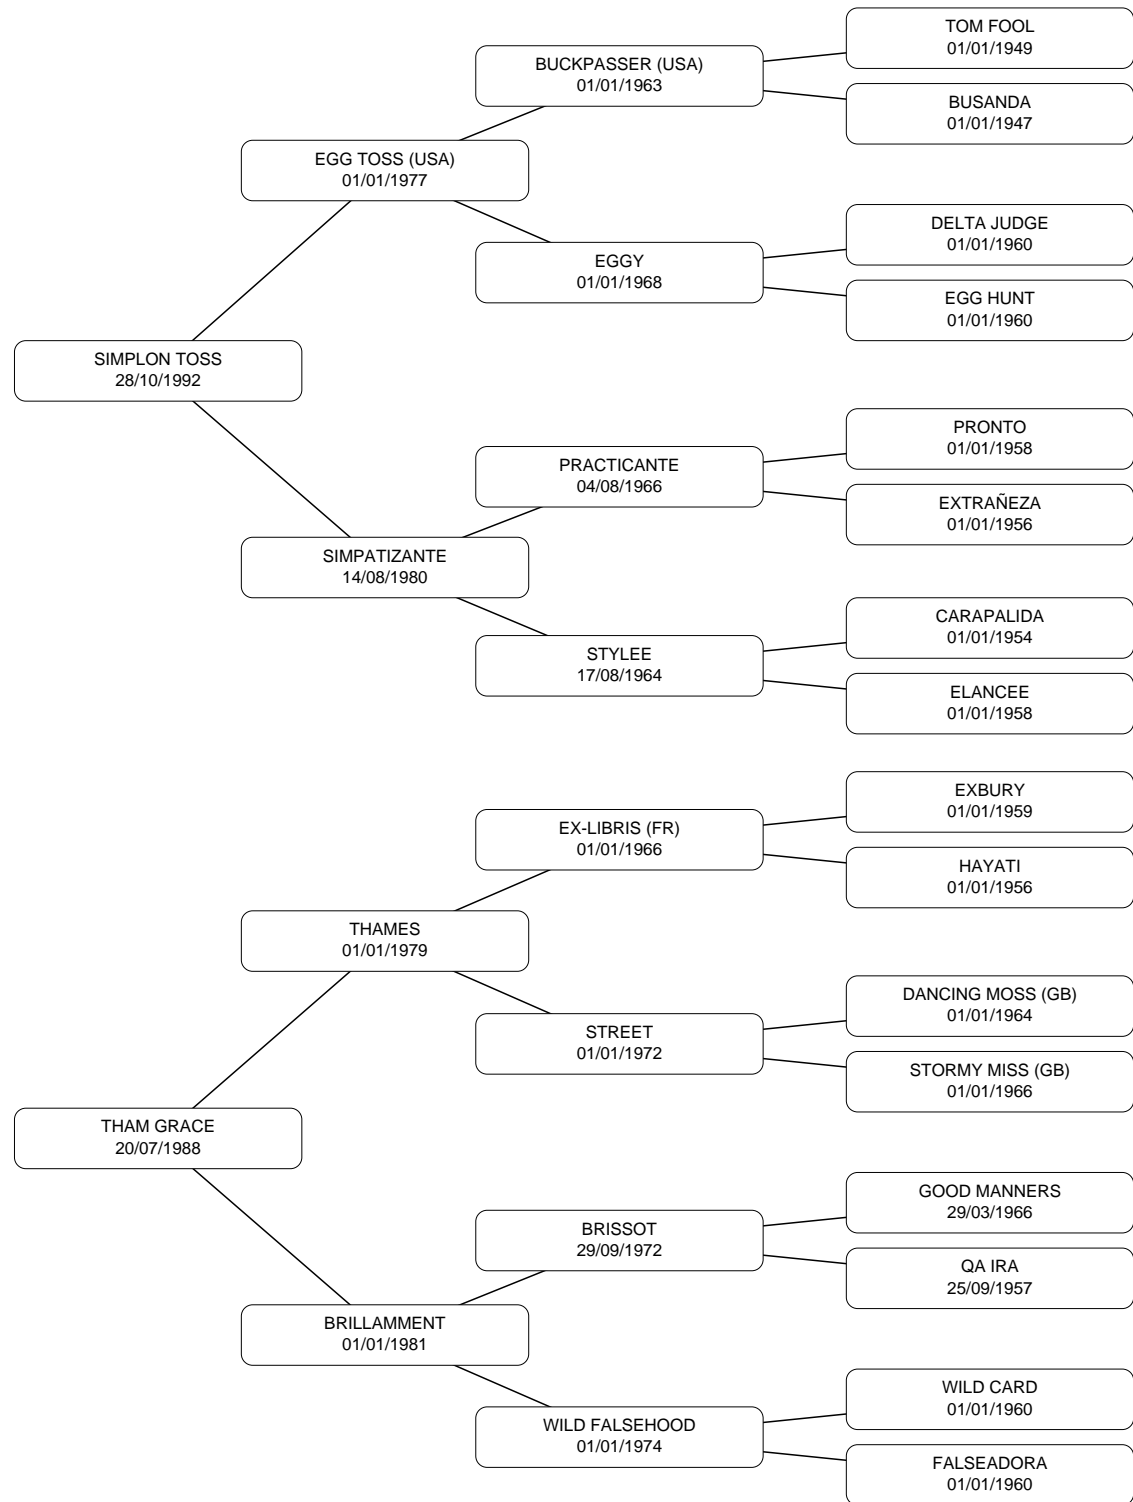 TOM FOOL
01/01/1949
BUCKPASSER (USA)
01/01/1963
BUSANDA
01/01/1947
EGG TOSS (USA)
01/01/1977
DELTA JUDGE
01/01/1960
EGGY
01/01/1968
EGG HUNT
01/01/1960
SIMPLON TOSS
28/10/1992
PRONTO
01/01/1958
PRACTICANTE
04/08/1966
EXTRAÑEZA
01/01/1956
SIMPATIZANTE
14/08/1980
CARAPALIDA
01/01/1954
STYLEE
17/08/1964
ELANCEE
01/01/1958
EXBURY
01/01/1959
EX-LIBRIS (FR)
01/01/1966
HAYATI
01/01/1956
THAMES
01/01/1979
DANCING MOSS (GB)
01/01/1964
STREET
01/01/1972
STORMY MISS (GB)
01/01/1966
THAM GRACE
20/07/1988
GOOD MANNERS
29/03/1966
BRISSOT
29/09/1972
QA IRA
25/09/1957
BRILLAMMENT
01/01/1981
WILD CARD
01/01/1960
WILD FALSEHOOD
01/01/1974
FALSEADORA
01/01/1960